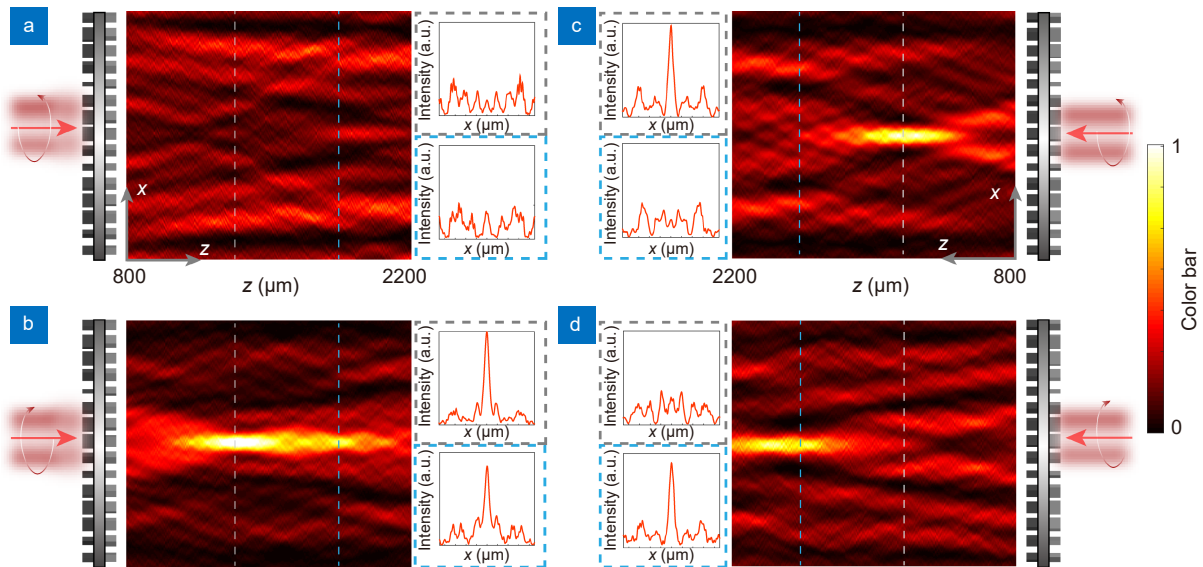 a
Intensity (a.u.)
x (μm)
Intensity (a.u.)
x (μm)
x
z
800
2200
z (μm)
c
Intensity (a.u.)
x (μm)
Intensity (a.u.)
x (μm)
x
z
2200
800
z (μm)
1
Color bar
0
b
Intensity (a.u.)
x (μm)
Intensity (a.u.)
x (μm)
d
Intensity (a.u.)
x (μm)
Intensity (a.u.)
x (μm)